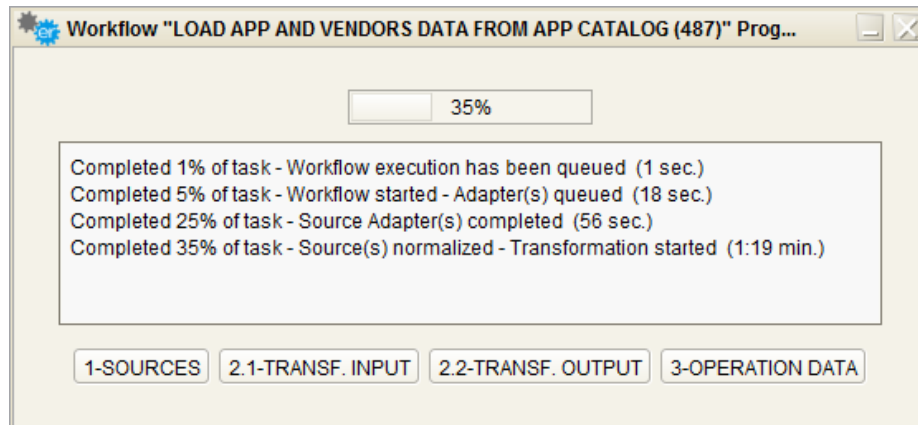 er Workflow "LOAD APP AND VENDORS DATA FROM APP CATALOG (487)" Prog...
35%
Completed 1% of task - Workflow execution has been queued (1 sec.)
Completed 5% of task - Workflow started - Adapter(s) queued (18 sec.)
Completed 25% of task - Source Adapter(s) completed (56 sec.)
Completed 35% of task - Source(s) normalized - Transformation started (1:19 min.)
1-SOURCES 2.1-TRANSF. INPUT 2.2-TRANSF. OUTPUT 3-OPERATION DATA